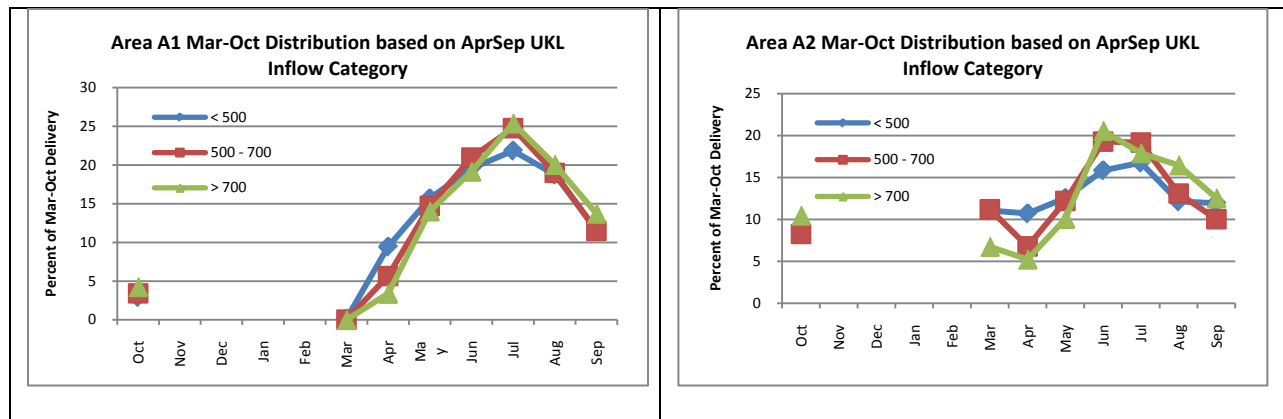 Area A1 Mar-Oct Distribution based on AprSep UKL
Inflow Category
Percent of Mar-Oct Delivery
30
25
20
15
10
5
0
< 500
500 - 700
> 700
Oct
Nov
Dec
Jan
Feb
Mar
Apr
Ma
y
Jun
Jul
Aug
Sep
Area A2 Mar-Oct Distribution based on AprSep UKL
Inflow Category
Percent of Mar-Oct Delivery
25
20
15
10
5
0
< 500
500 - 700
> 700
Oct
Nov
Dec
Jan
Feb
Mar
Apr
May
Jun
Jul
Aug
Sep